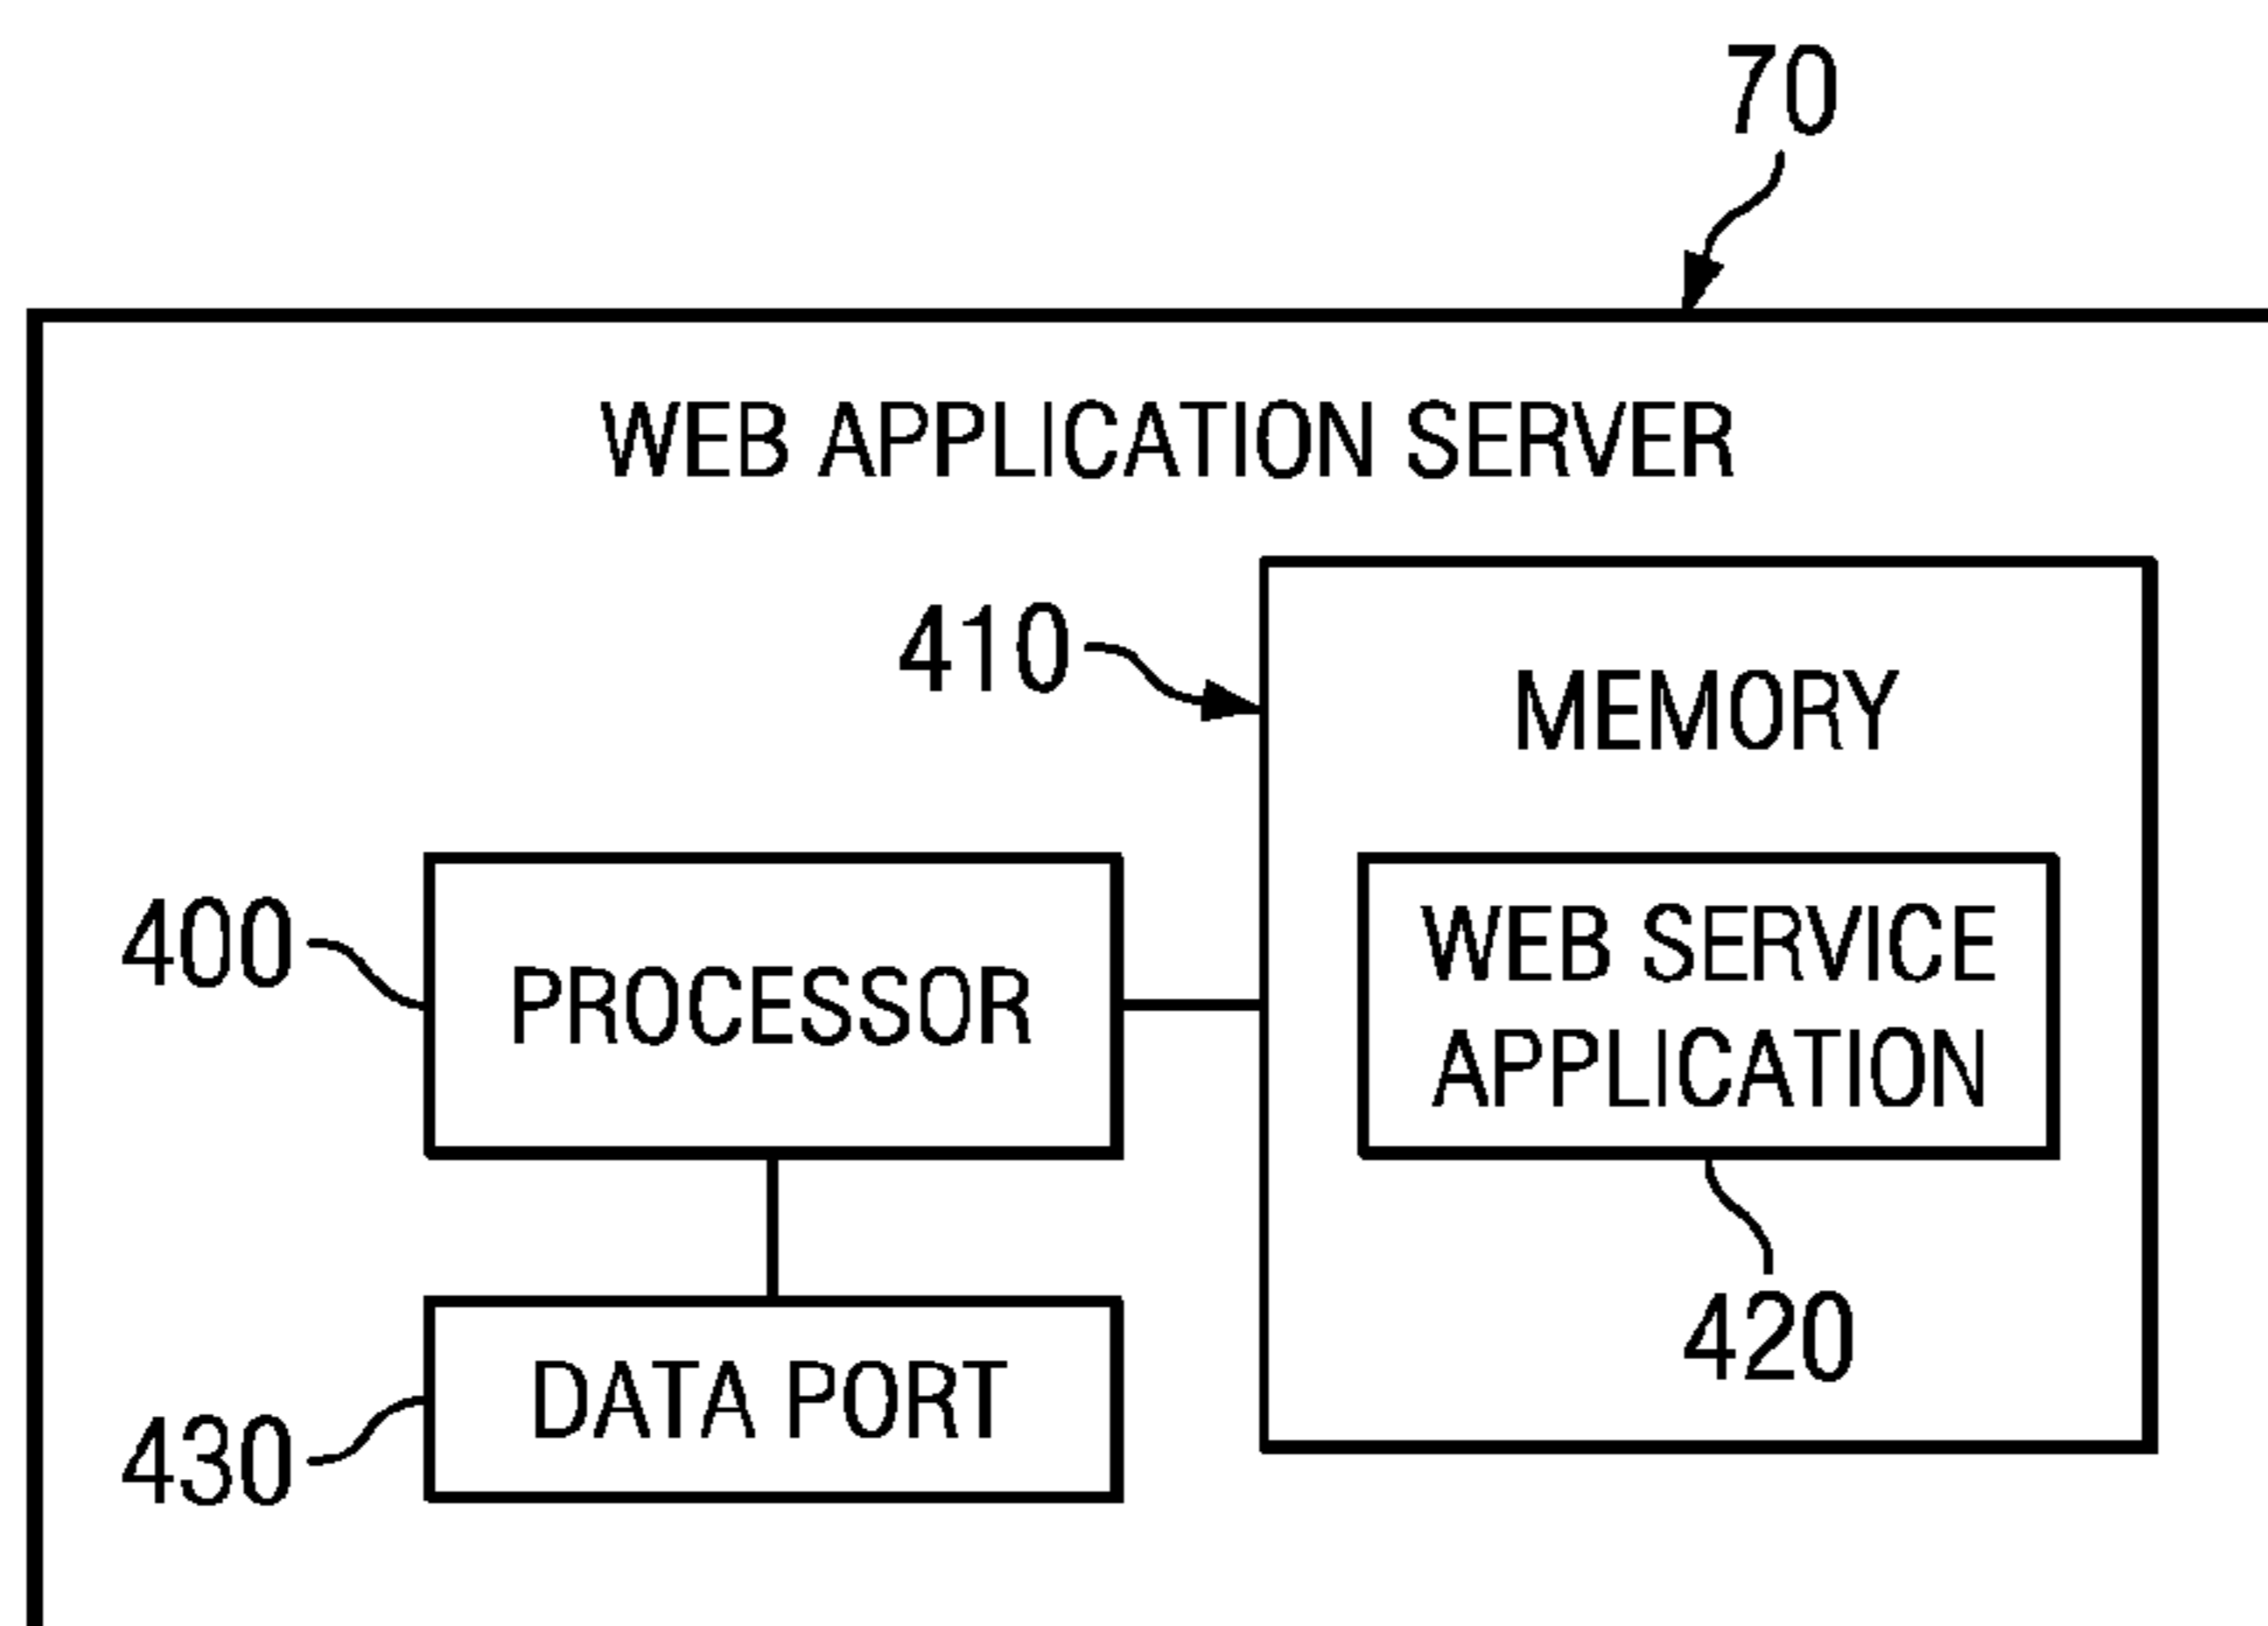 70
WEB APPLICATION SERVER
410
MEMORY
400
PROCESSOR
WEB SERVICE
APPLICATION
420
430
DATA PORT